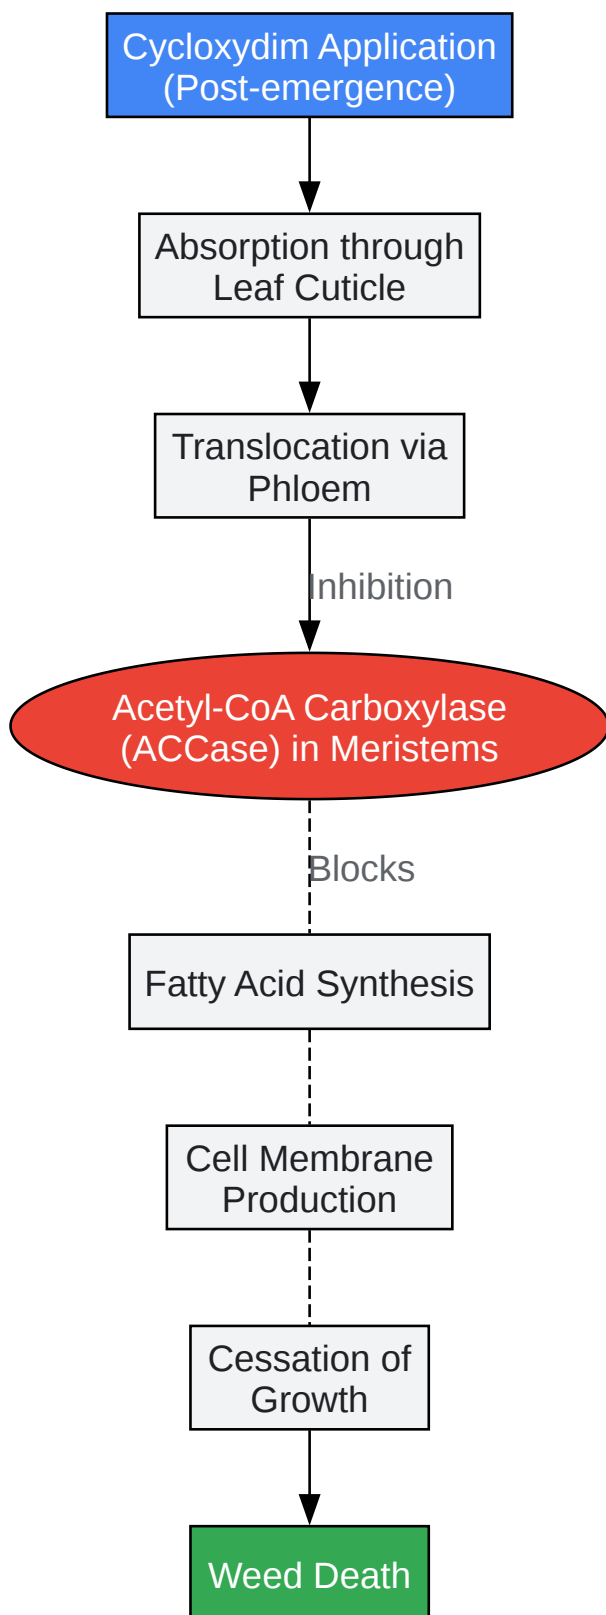 Cycloxydim Application
(Post-emergence)
Absorption through
Leaf Cuticle
Translocation via
Phloem
Inhibition
Acetyl-CoA Carboxylase
(ACCase) in Meristems
Blocks
Fatty Acid Synthesis
Cell Membrane
Production
Cessation of
Growth
Weed Death